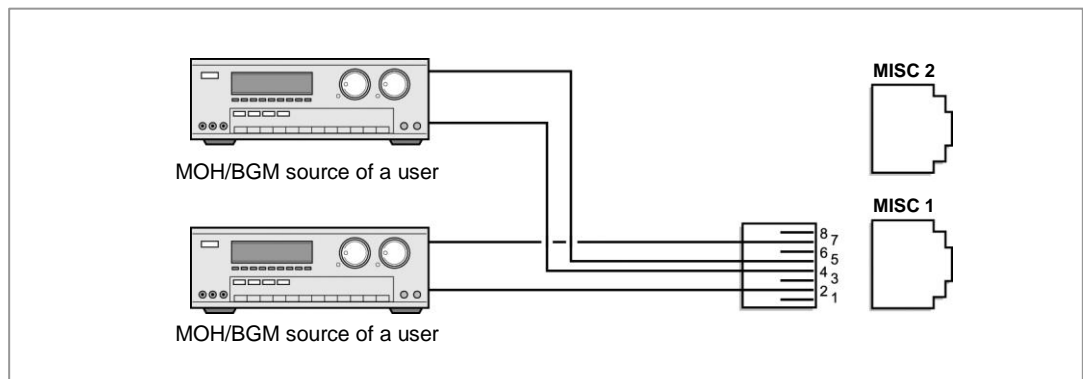 MISC 2
MOH/BGM source of a user
MISC 1
8
7
6
5
4
3
2
1
MOH/BGM source of a user